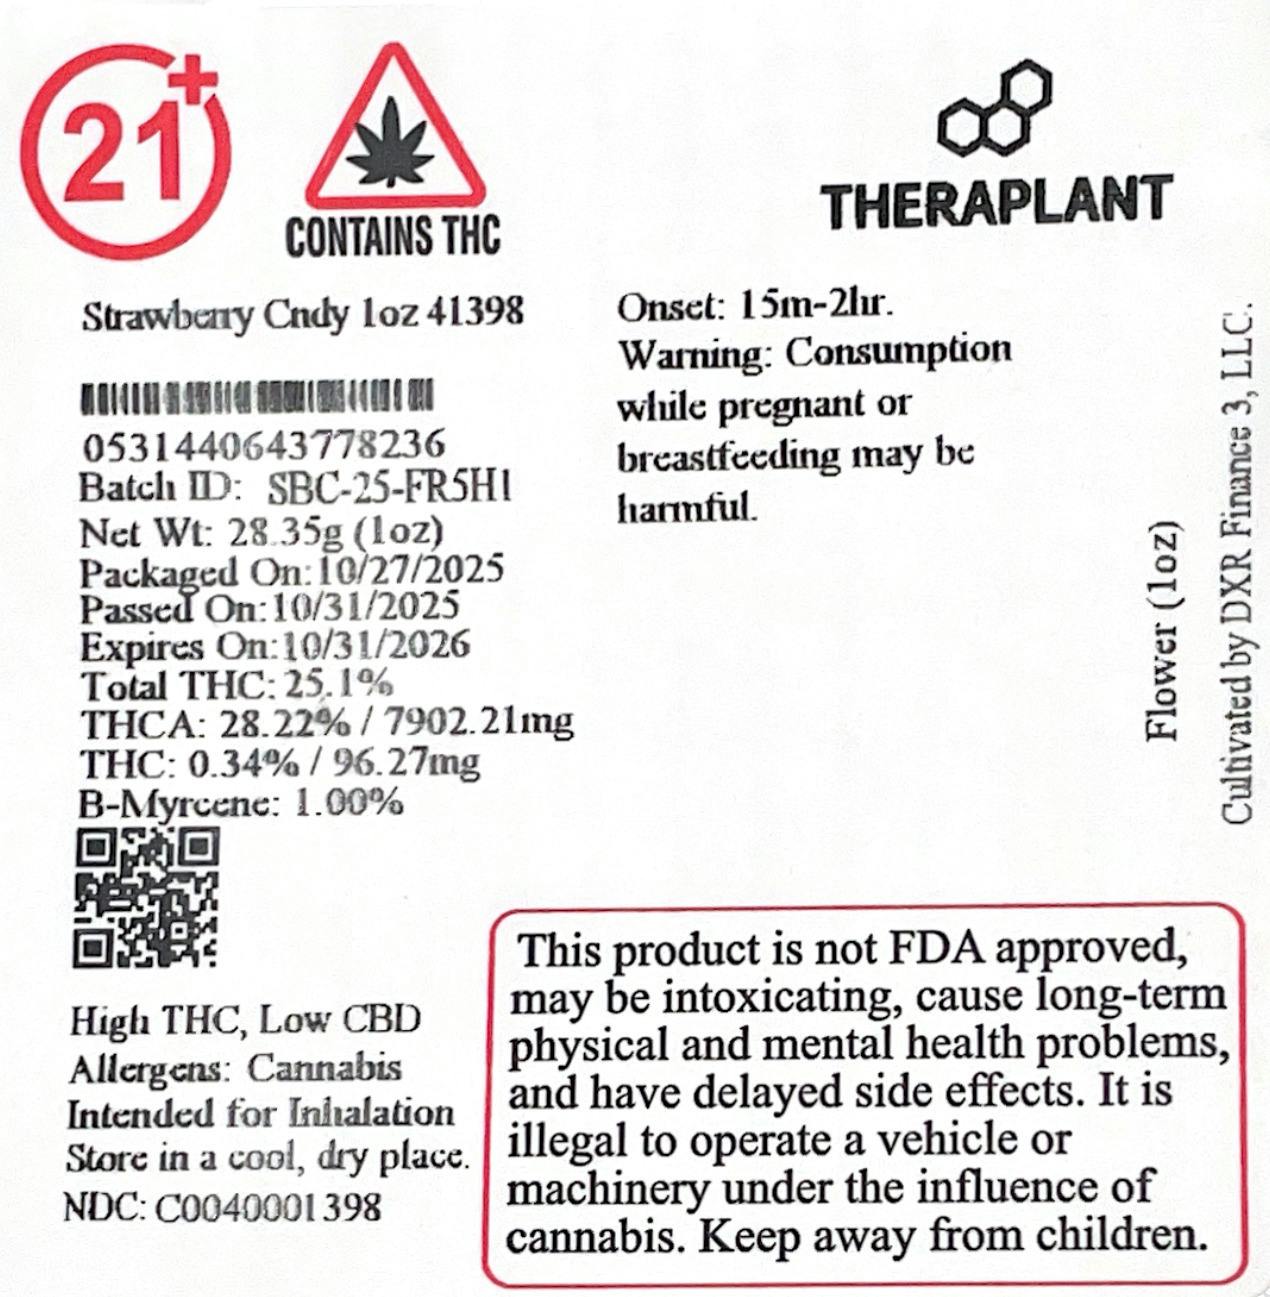 21+
CONTAINS THC
THERAPLANT
Strawberry Cndy 1oz 41398
0531440643778236
Batch ID: SBC-25-FR5H1
Net Wt: 28.35g (1oz)
Packaged On:10/27/2025
Passed On:10/31/2025
Expires On:10/31/2026
Total THC: 25.1%
THCA: 28.22% / 7902.21mg
THC: 0.34% / 96.27mg
B-Myrcene: 1.00%
High THC, Low CBD
Allergens: Cannabis
Intended for Inhalation
Store in a cool, dry place.
NDC: C0040001398
Onset: 15m-2hr.
Warning: Consumption
while pregnant or
breastfeeding may be
harmful.
Flower (1oz)
Cultivated by DXR Finance 3, LLC.
This product is not FDA approved,
may be intoxicating, cause long-term
physical and mental health problems,
and have delayed side effects. It is
illegal to operate a vehicle or
machinery under the influence of
cannabis. Keep away from children.